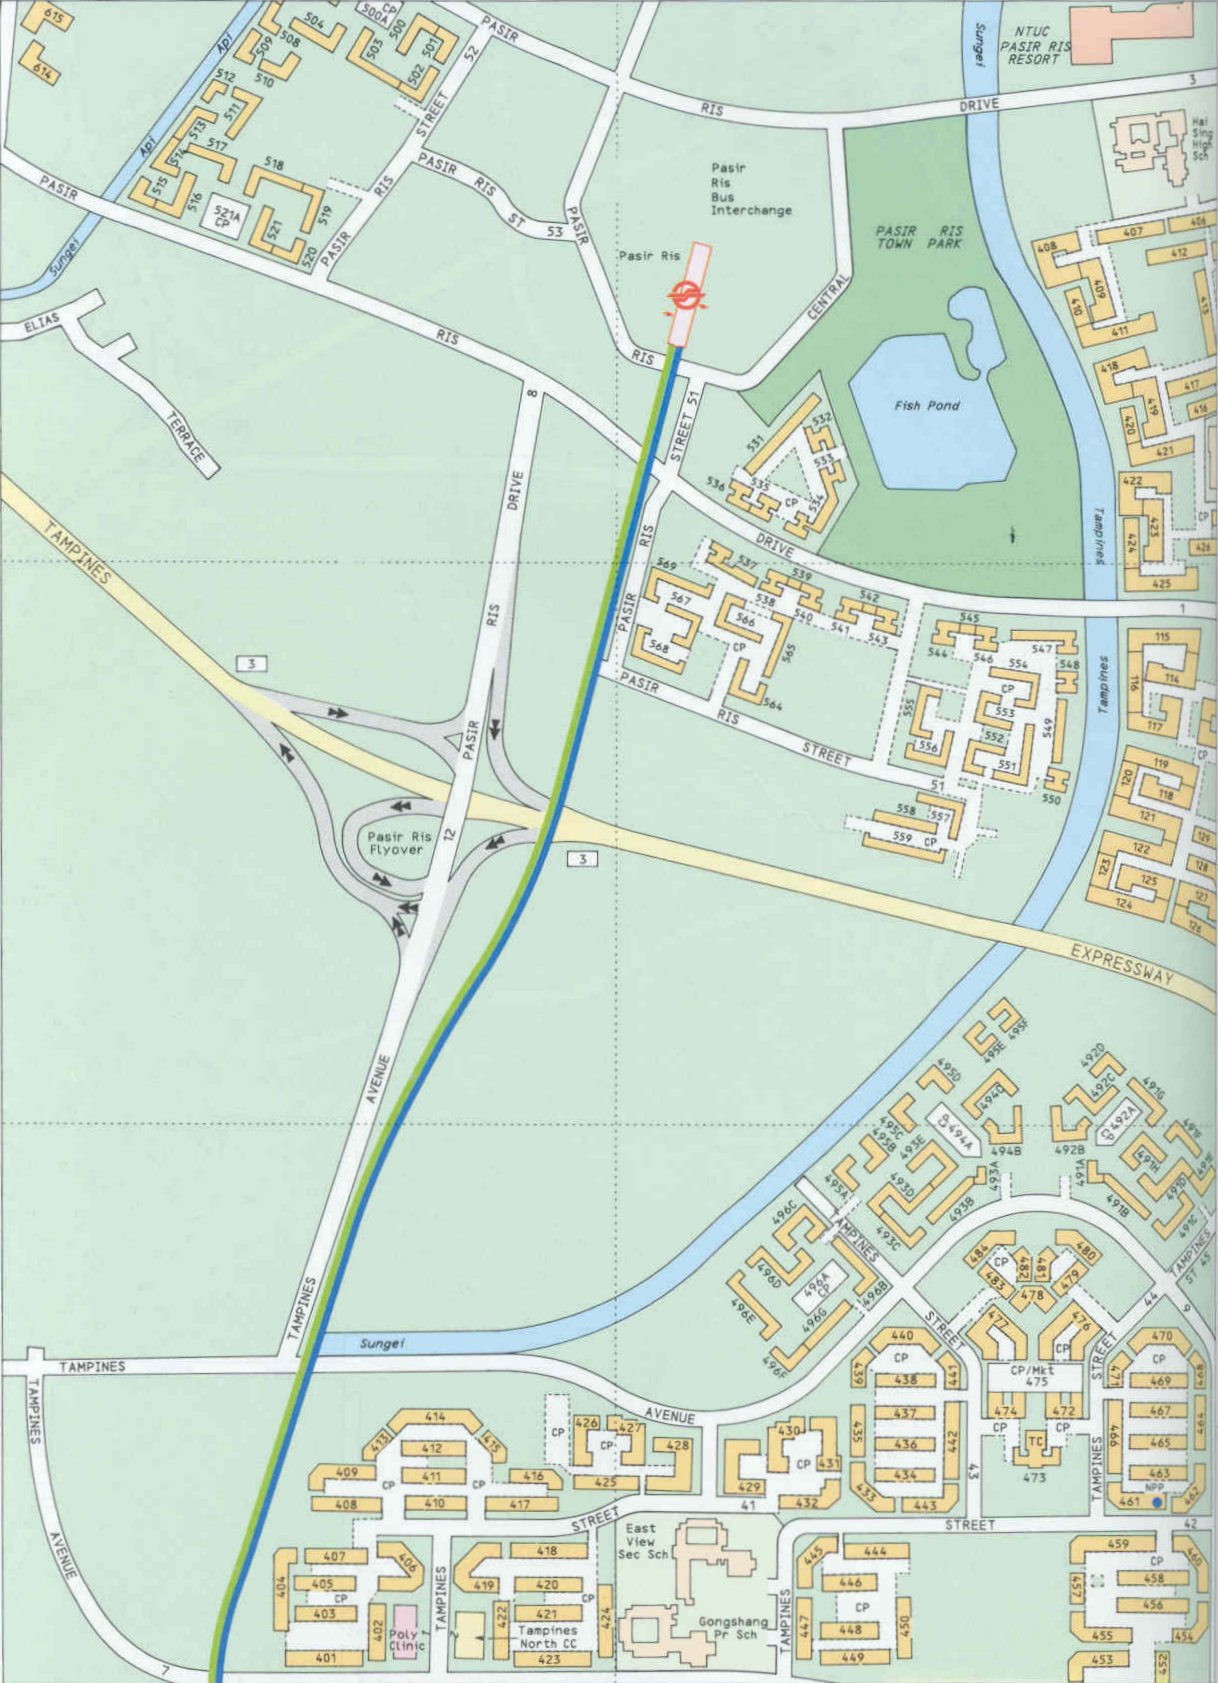 615
614
504
508
509
510
CP
500A
500
501
503
502
512
511
513
517
514
515
516
518
519
521A
CP
521
520
Api
Api
Sungei
PASIR
RIS
STREET
52
PASIR
RIS
DRIVE
3
PASIR
RIS
ST
53
PASIR
RIS
CENTRAL
PASIR
RIS
DRIVE
1
Sungei
NTUC
PASIR RIS
RESORT
Hai
Sing
High
Sch
Pasir
Ris
Bus
Interchange
Pasir Ris
PASIR RIS
TOWN PARK
Fish Pond
ELIAS
TERRACE
PASIR
RIS
DRIVE
8
PASIR
RIS
STREET 51
406
407
408
412
409
410
411
413
418
417
419
416
420
421
422
423
424
CP
426
425
531
532
533
534
535
536
CP
537
538
539
540
541
542
543
569
567
568
566
565
564
CP
544
545
546
547
548
554
CP
553
552
551
549
550
555
556
557
558
559
CP
PASIR
RIS
STREET
51
Tampines
Tampines
115
114
116
117
CP
119
118
120
121
122
123
125
124
129
128
127
126
TAMPINES
EXPRESSWAY
3
3
Pasir Ris
Flyover
TAMPINES
AVENUE
12
495F
495E
495D
495C
495B
495A
494C
494A
CP
494B
493E
493D
493C
493B
493A
492D
492C
492A
CP
492B
491G
491F
491E
491H
491D
491C
491B
491A
496C
496D
496E
496A
CP
496G
496B
496F
AMPINES
STREET
43
TAMPINES
ST 45
484
CP
483
482
481
480
479
478
477
476
CP
CP/Mkt
475
474
472
CP
CP
TC
473
TAMPINES
STREET
44
9
440
CP
439
438
441
437
435
436
442
434
433
443
470
CP
471
469
468
467
466
465
464
463
NPP
461
462
Sungei
TAMPINES
AVENUE
TAMPINES
AVENUE
7
414
413
412
415
409
411
CP
CP
416
408
410
417
CP
426
427
CP
428
425
430
CP
431
429
432
STREET
41
STREET
42
TAMPINES
East
View
Sec Sch
Gongshang
Pr Sch
407
406
404
405
CP
403
402
401
Poly
Clinic
TAMPINES
418
419
420
CP
421
422
424
Tampines
North CC
423
445
444
446
CP
447
448
450
449
459
CP
460
457
458
456
455
454
453
452